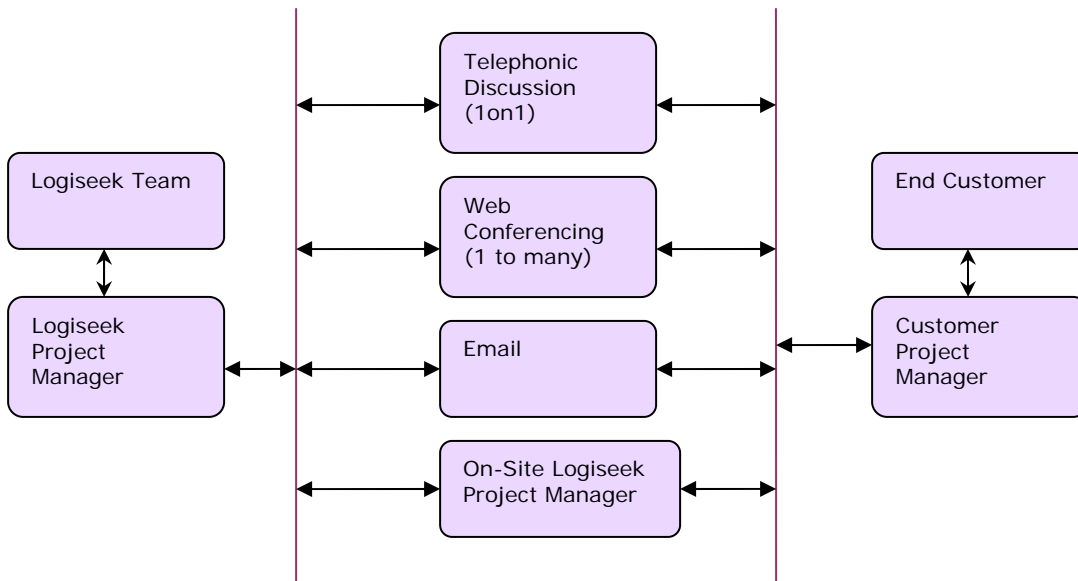 Telephonic
Discussion
(1on1)
Logiseek Team
End Customer
Web
Conferencing
(1 to many)
Logiseek
Project
Manager
Email
Customer
Project
Manager
On-Site Logiseek
Project Manager